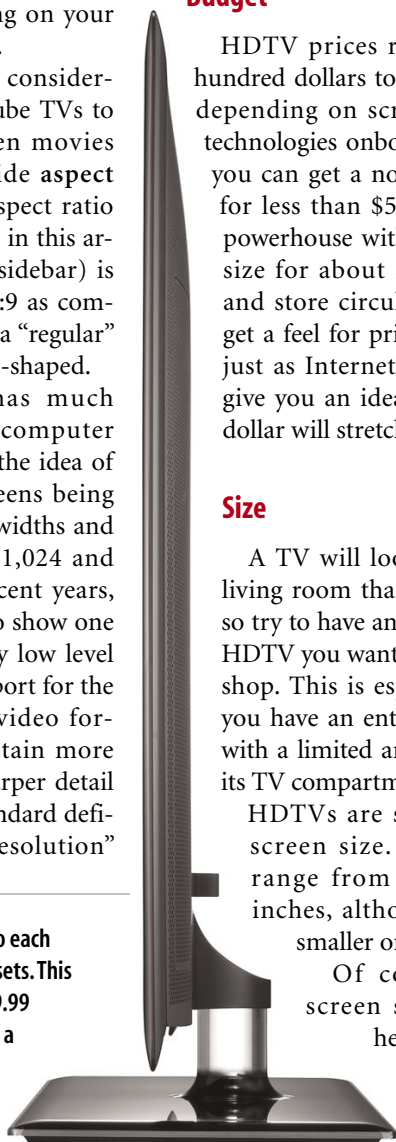 ng on your
.
consider-
ube TVs to
en movies
ide aspect
spect ratio
in this ar-
sidebar) is
:9 as com-
a “regular”
-shaped.
has much
computer
the idea of
eens being
widths and
1,024 and
cent years,
o show one
y low level
port for the
video for-
tain more
arper detail
ndard defi-
esolution”
o each
sets. This
9.99
a
Budget
HDTV prices r
hundred dollars to
depending on scr
technologies onbo
you can get a no
for less than $5
powerhouse wit
size for about
and store circul
get a feel for pri
just as Internet
give you an idea
dollar will stretch
Size
A TV will loo
living room tha
so try to have an
HDTV you want
shop. This is es
you have an ent
with a limited ar
its TV compartm
HDTVs are s
screen size.
range from
inches, altho
smaller or
Of co
screen s
he